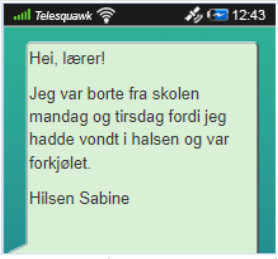 Telesquawk 12:43
Hei, lærer!
Jeg var borte fra skolen
mandag og tirsdag fordi jeg
hadde vondt i halsen og var
forkjølet.
Hilsen Sabine